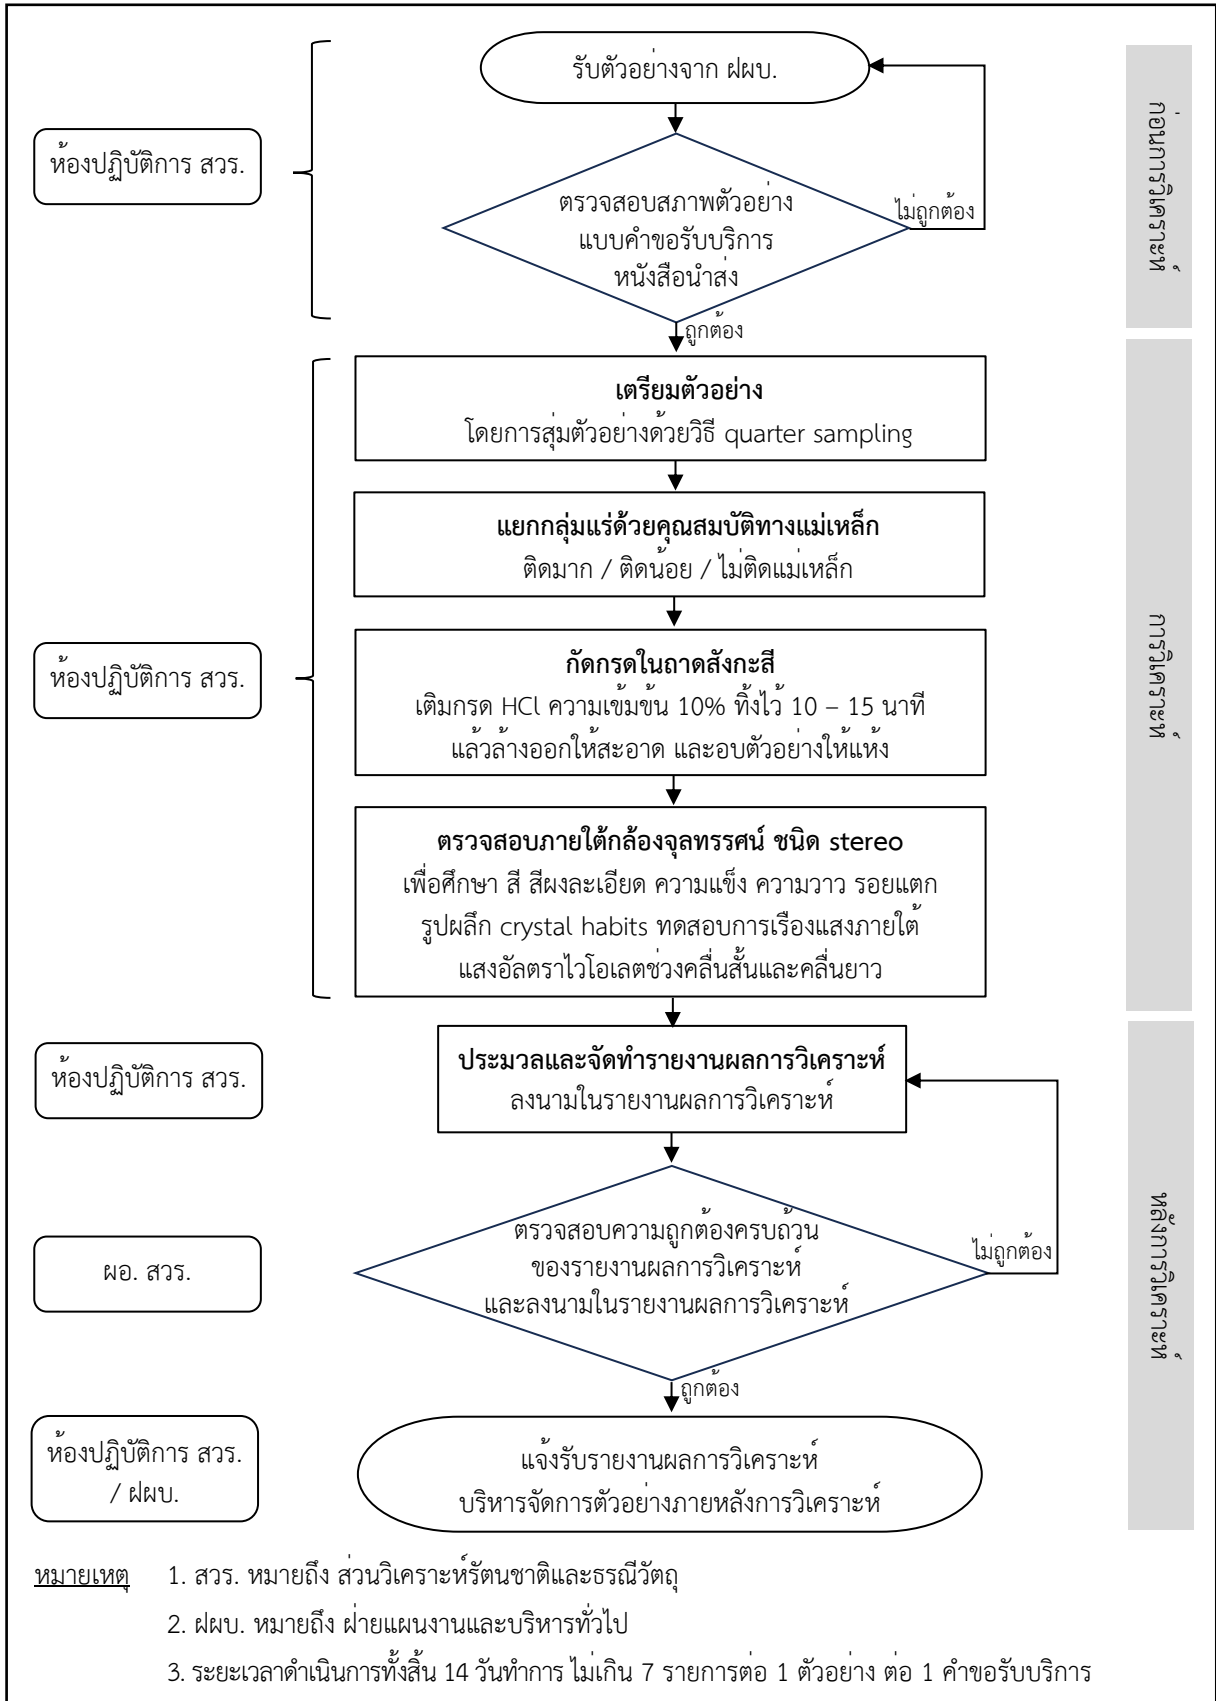 รับตัวอย่างจาก ฝผบ.
ห้องปฏิบัติการ สวร.
ตรวจสอบสภาพตัวอย่าง
แบบคำขอรับบริการ
หนังสือนำส่ง
ไม่ถูกต้อง
ถูกต้อง
ก่อนการวิเคราะห์
เตรียมตัวอย่าง
โดยการสุ่มตัวอย่างด้วยวิธี quarter sampling
แยกกลุ่มแร่ด้วยคุณสมบัติทางแม่เหล็ก
ติดมาก / ติดน้อย / ไม่ติดแม่เหล็ก
ห้องปฏิบัติการ สวร.
กัดกรดในถาดสังกะสี
เติมกรด HCl ความเข้มข้น 10% ทิ้งไว้ 10 – 15 นาที
แล้วล้างออกให้สะอาด และอบตัวอย่างให้แห้ง
การวิเคราะห์
ตรวจสอบภายใต้กล้องจุลทรรศน์ ชนิด stereo
เพื่อศึกษา สี สีผงละเอียด ความแข็ง ความวาว รอยแตก
รูปผลึก crystal habits ทดสอบการเรืองแสงภายใต้
แสงอัลตราไวโอเลตช่วงคลื่นสั้นและคลื่นยาว
ห้องปฏิบัติการ สวร.
ประมวลและจัดทำรายงานผลการวิเคราะห์
ลงนามในรายงานผลการวิเคราะห์
ผอ. สวร.
ตรวจสอบความถูกต้องครบถ้วน
ของรายงานผลการวิเคราะห์
และลงนามในรายงานผลการวิเคราะห์
ไม่ถูกต้อง
ถูกต้อง
หลังการวิเคราะห์
ห้องปฏิบัติการ สวร.
/ ฝผบ.
แจ้งรับรายงานผลการวิเคราะห์
บริหารจัดการตัวอย่างภายหลังการวิเคราะห์
หมายเหตุ 1. สวร. หมายถึง ส่วนวิเคราะห์รัตนชาติและธรณีวัตถุ
2. ฝผบ. หมายถึง ฝ่ายแผนงานและบริหารทั่วไป
3. ระยะเวลาดำเนินการทั้งสิ้น 14 วันทำการ ไม่เกิน 7 รายการต่อ 1 ตัวอย่าง ต่อ 1 คำขอรับบริการ